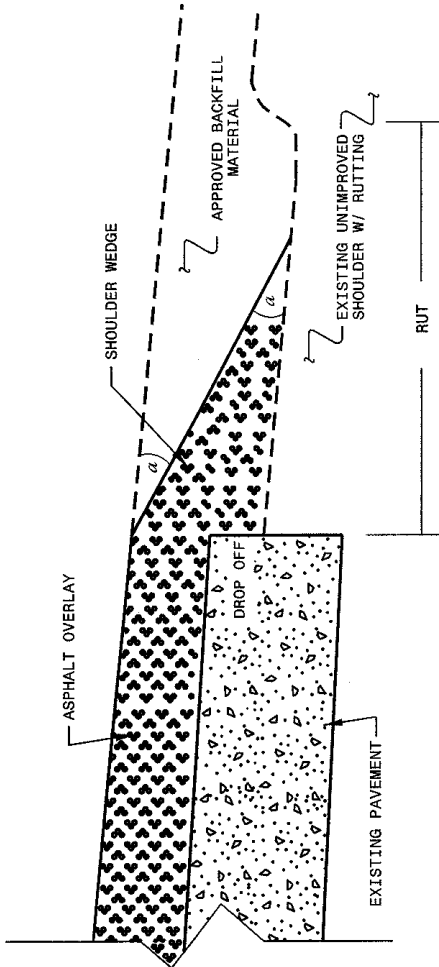 ASPHALT OVERLAY
SHOULDER WEDGE
a
APPROVED BACKFILL
MATERIAL
DROP OFF
a
EXISTING UNIMPROVED
SHOULDER W/ RUTTING
EXISTING PAVEMENT
RUT